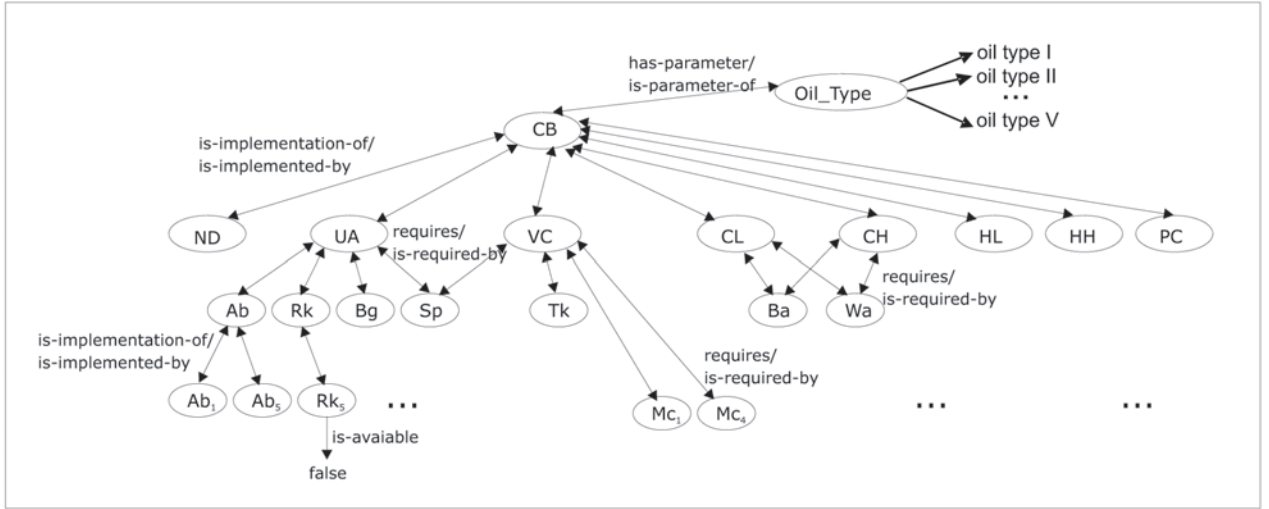 has-parameter/
is-parameter-of
Oil_Type
oil type I
oil type II
...
oil type V
CB
is-implementation-of/
is-implemented-by
ND
UA
requires/
is-required-by
VC
CL
CH
HL
HH
PC
Ab
Rk
Bg
Sp
Tk
Ba
Wa
requires/
is-required-by
is-implementation-of/
is-implemented-by
requires/
is-required-by
Ab₁
Ab₅
Rk₅
...
Mc₁
Mc₄
...
...
is-avaiable
false